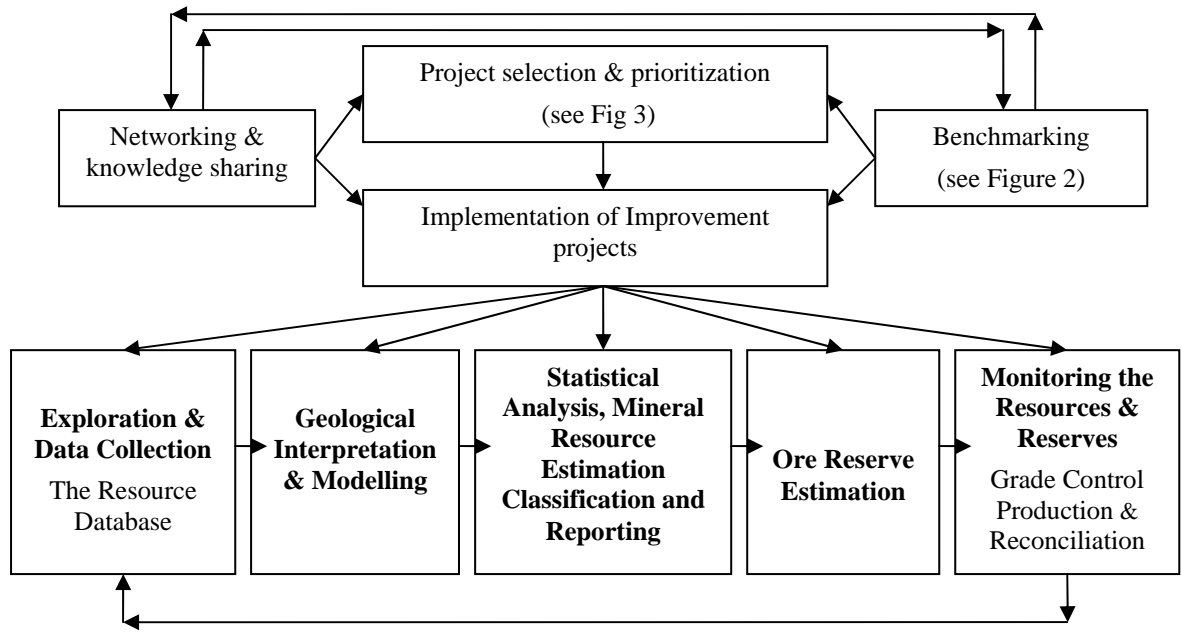 Project selection & prioritization
(see Fig 3)
Networking &
knowledge sharing
Benchmarking
(see Figure 2)
Implementation of Improvement
projects
Exploration &
Data Collection
The Resource
Database
Geological
Interpretation
& Modelling
Statistical
Analysis, Mineral
Resource
Estimation
Classification and
Reporting
Ore Reserve
Estimation
Monitoring the
Resources &
Reserves
Grade Control
Production &
Reconciliation